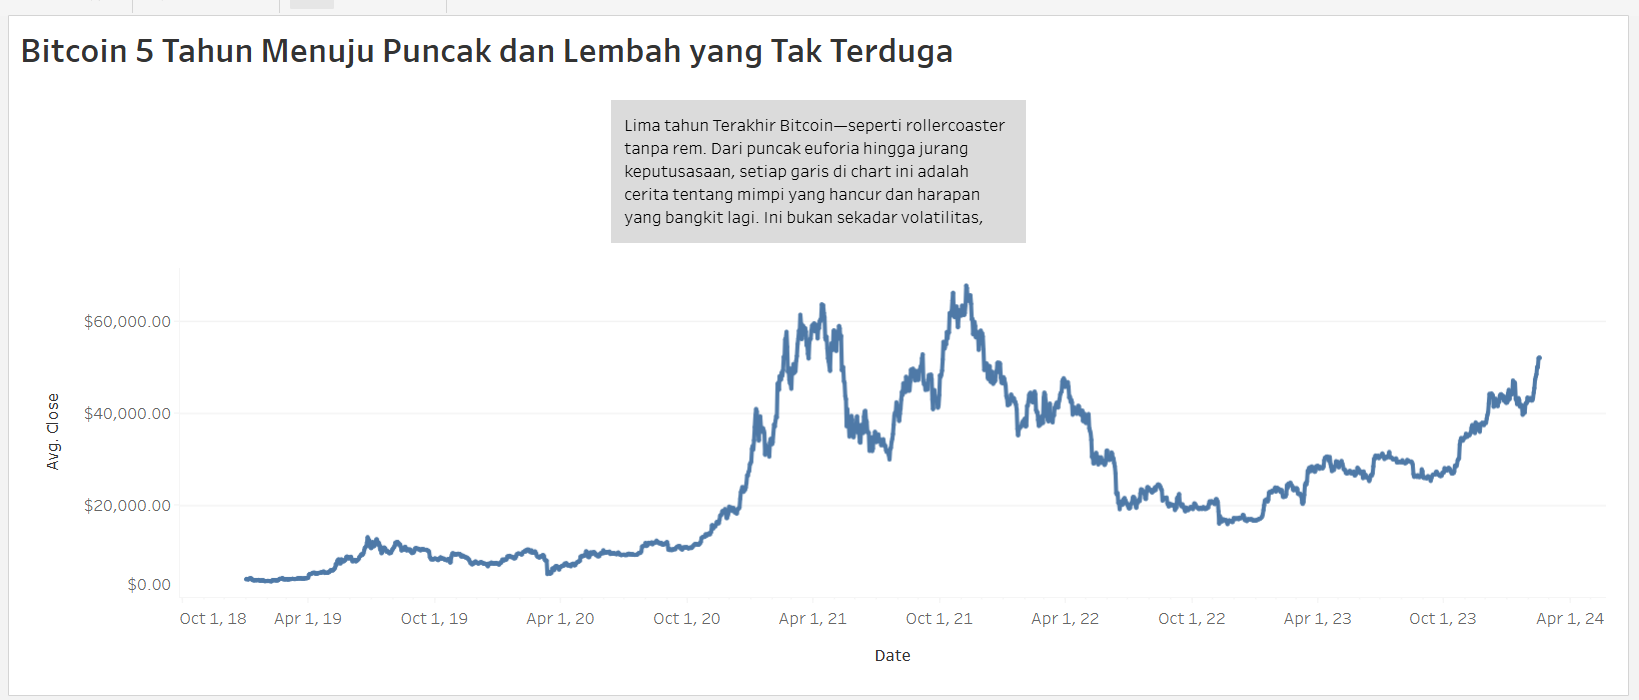 Bitcoin 5 Tahun Menuju Puncak dan Lembah yang Tak Terduga
Lima tahun Terakhir Bitcoin—seperti rollercoaster
tanpa rem. Dari puncak euforia hingga jurang
keputusasaan, setiap garis di chart ini adalah
cerita tentang mimpi yang hancur dan harapan
yang bangkit lagi. Ini bukan sekadar volatilitas,
$60,000.00
$40,000.00
$20,000.00
$0.00
Avg. Close
Oct 1, 18 Apr 1, 19 Oct 1, 19 Apr 1, 20 Oct 1, 20 Apr 1, 21 Oct 1, 21 Apr 1, 22 Oct 1, 22 Apr 1, 23 Oct 1, 23 Apr 1, 24
Date